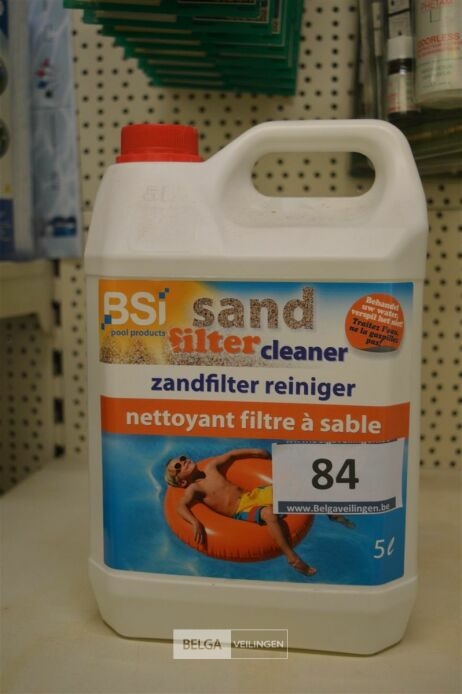 ODORLESS
BSi
pool products
sand
filter cleaner
Behandel
uw water,
verspil het niet!
Traitez l'eau,
ne la gaspillez
pas!
zandfilter reiniger
nettoyant filtre à sable
84
www.Belgaveilingen.be
5l
BELGA VEILINGEN